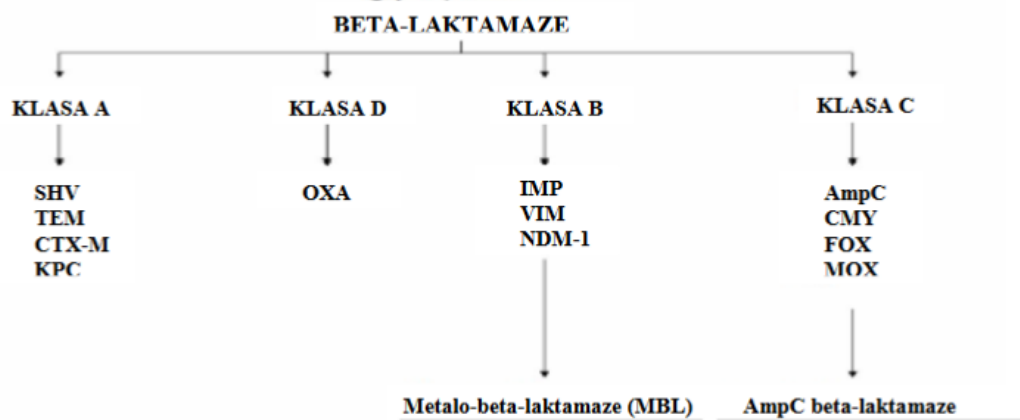 BETA-LAKTAMAZE
KLASA A
KLASA D
KLASA B
KLASA C
SHV
TEM
CTX-M
KPC
OXA
IMP
VIM
NDM-1
AmpC
CMY
FOX
MOX
Metalo-beta-laktamaze (MBL)
AmpC beta-laktamaze